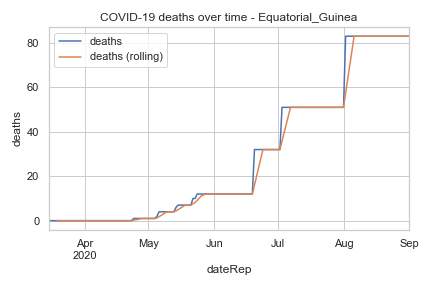 COVID-19 deaths over time - Equatorial_Guinea
deaths
deaths (rolling)
deaths
80
60
40
20
0
Apr May Jun Jul Aug Sep
2020
dateRep